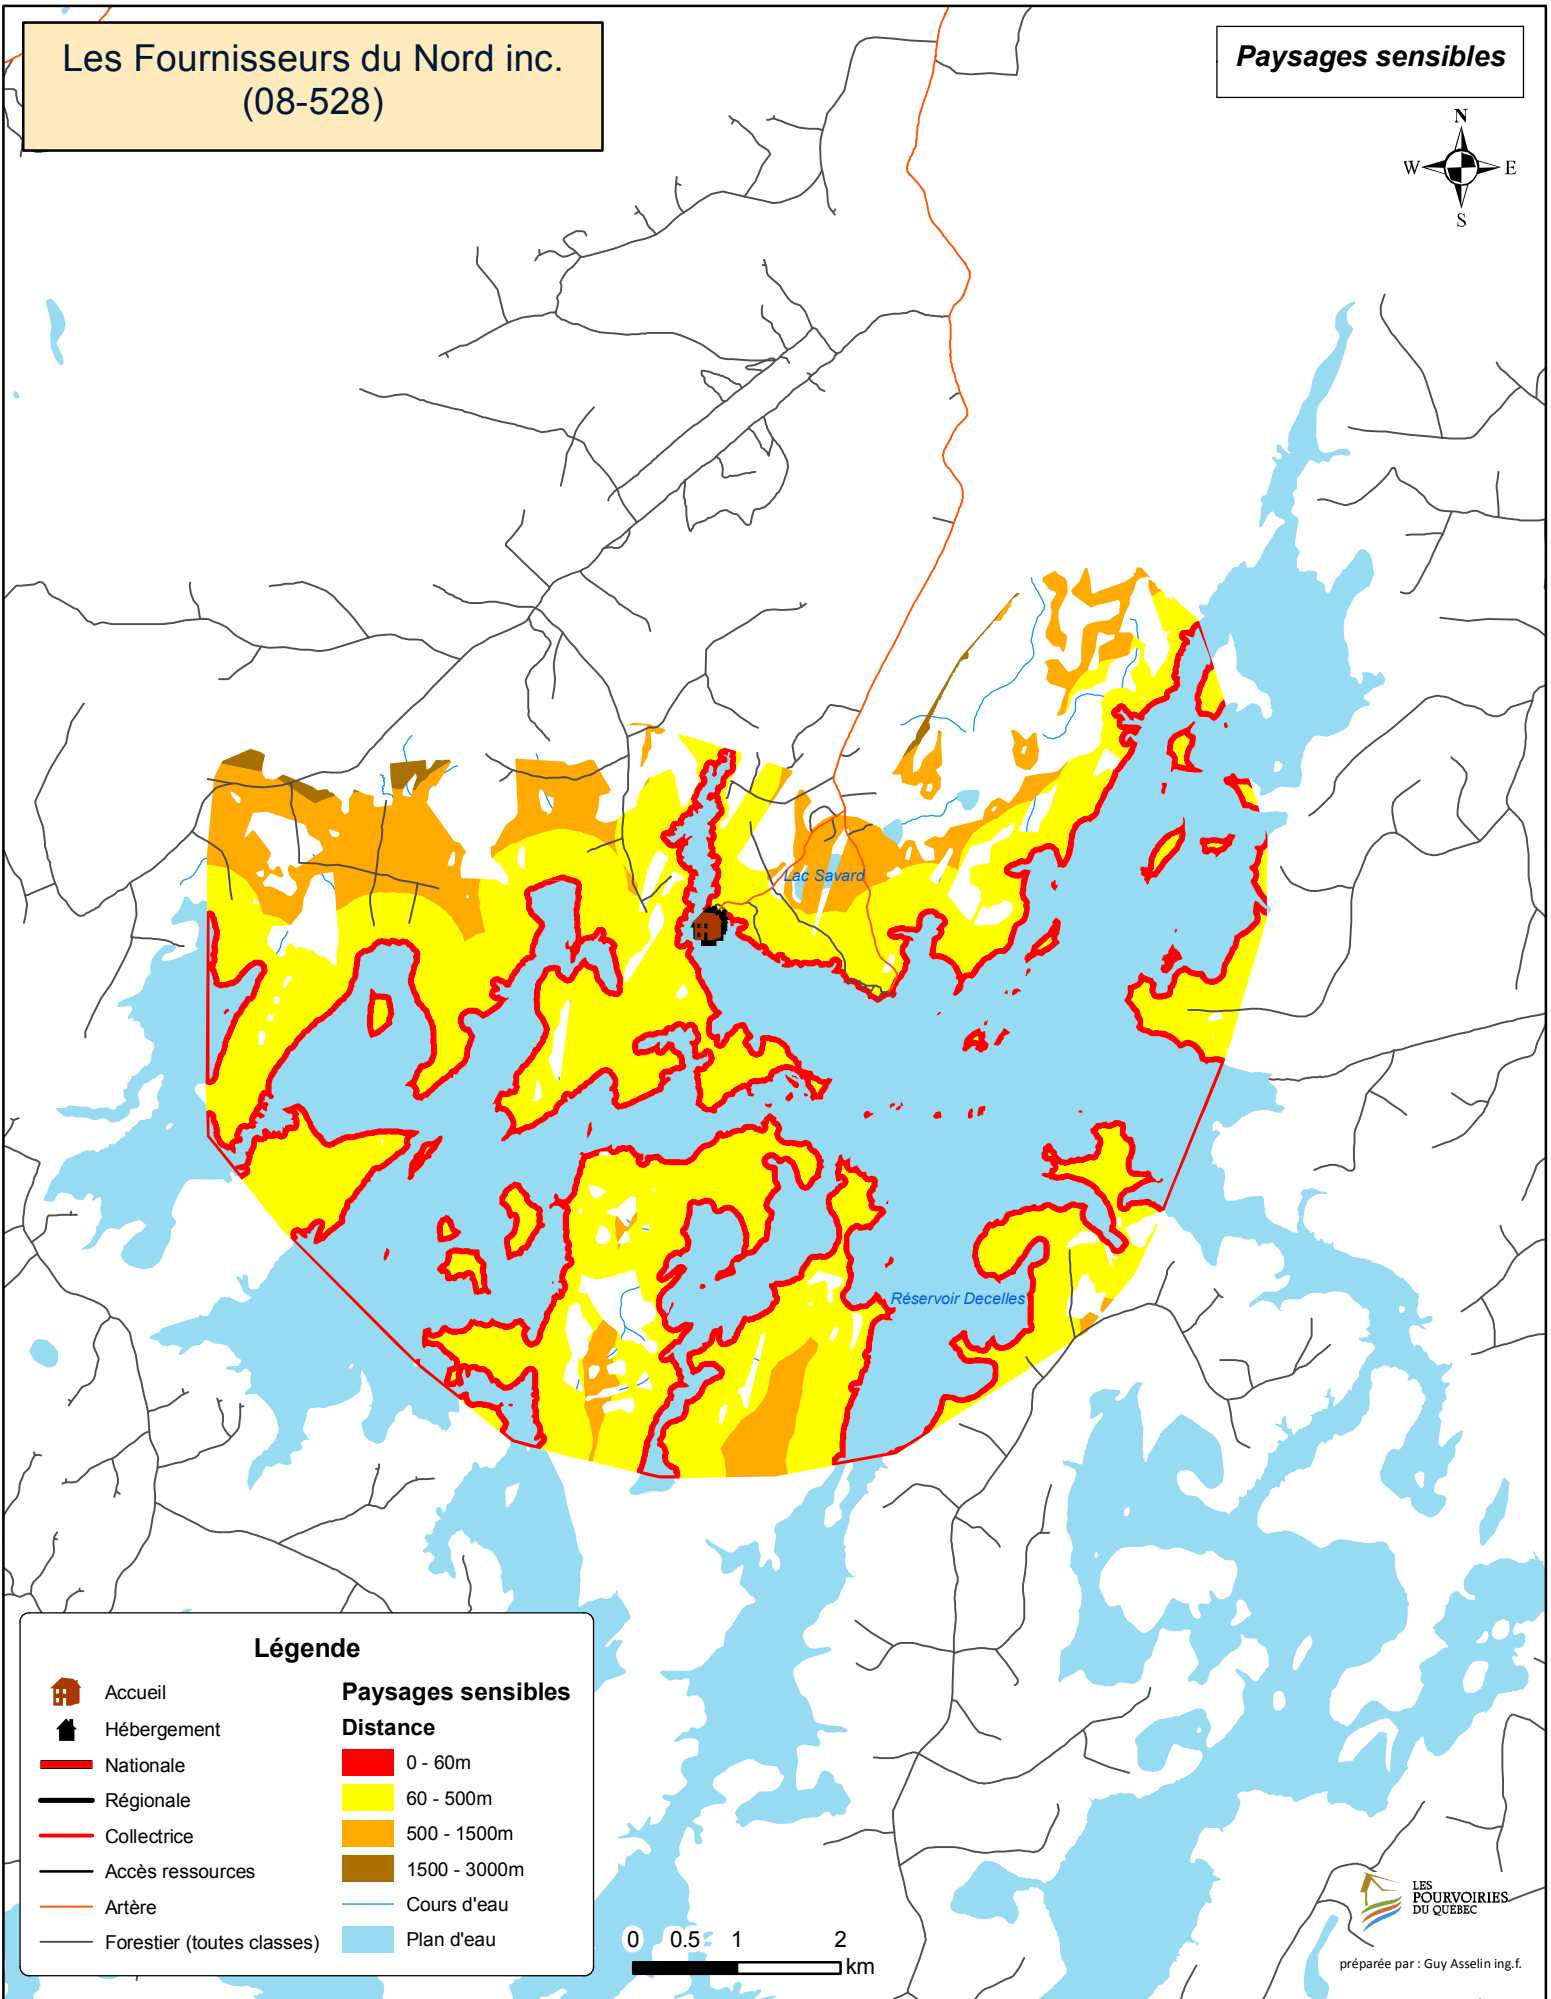 Les Fournisseurs du Nord inc.
(08-528)
Paysages sensibles
N
W
E
S
Lac Savard
Réservoir Decelles
Légende
Accueil
Hébergement
Nationale
Régionale
Collectrice
Accès ressources
Artère
Forestier (toutes classes)
Paysages sensibles
Distance
0 - 60m
60 - 500m
500 - 1500m
1500 - 3000m
Cours d'eau
Plan d'eau
0 0.5 1 2
km
LES
POURVOIRIES
DU QUÉBEC
préparée par : Guy Asselin ing.f.